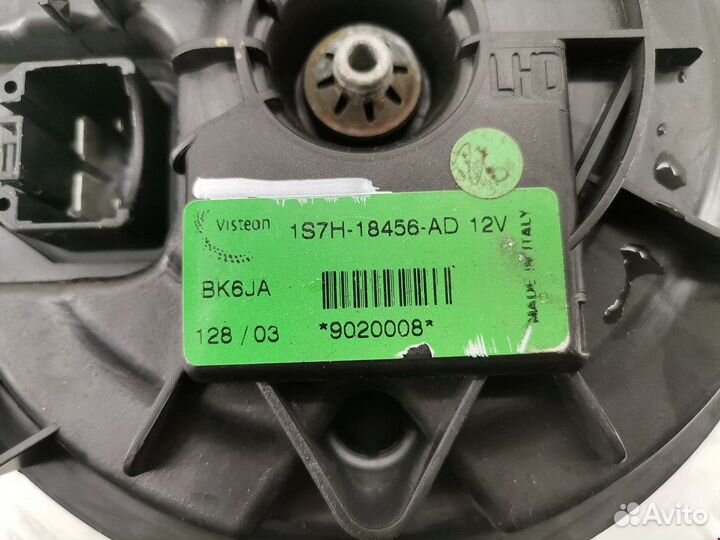 LHD
Visteon
1S7H-18456-AD 12V
BK6JA
128 / 03
*9020008*
MADE IN ITALY
Avito